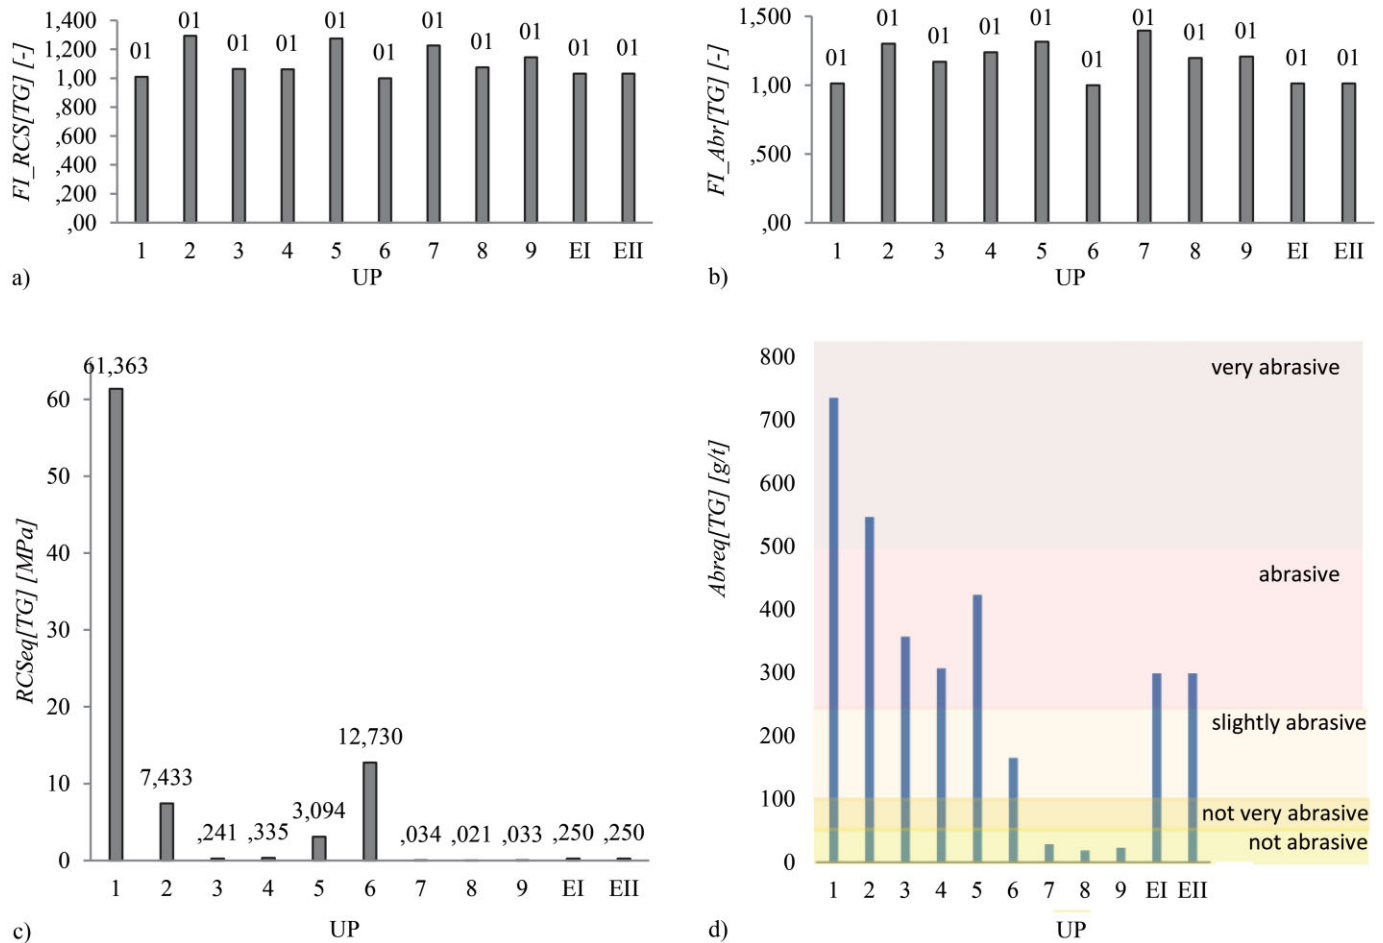 FI_RCS[TG] [-]
1,400
1,200
1,00
,800
,600
,400
,200
,00
01 01 01 01 01 01 01 01 01 01 01
1 2 3 4 5 6 7 8 9 EI EII
UP
a)
FI_Abr[TG] [-]
1,500
1,00
,500
,00
01 01 01 01 01 01 01 01 01 01 01
1 2 3 4 5 6 7 8 9 EI EII
UP
b)
RCSeq[TG] [MPa]
60
50
40
30
20
10
0
61,363
7,433
,241
,335
3,094
12,730
,034
,021
,033
,250
,250
1 2 3 4 5 6 7 8 9 EI EII
UP
c)
Abreq[TG] [g/t]
800
700
600
500
400
300
200
100
0
very abrasive
abrasive
slightly abrasive
not very abrasive
not abrasive
1 2 3 4 5 6 7 8 9 EI EII
UP
d)